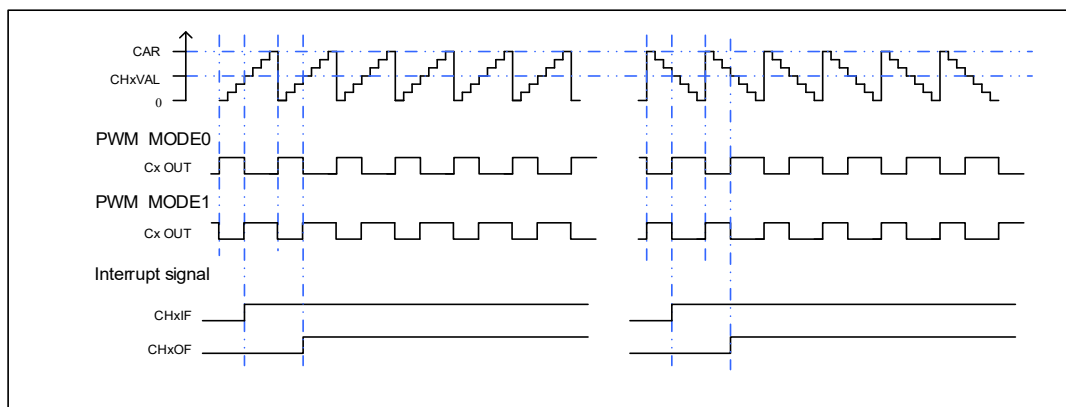 CAR
CHxVAL
0
PWM MODE0
Cx OUT
PWM MODE1
Cx OUT
Interrupt signal
CHxIF
CHxOF